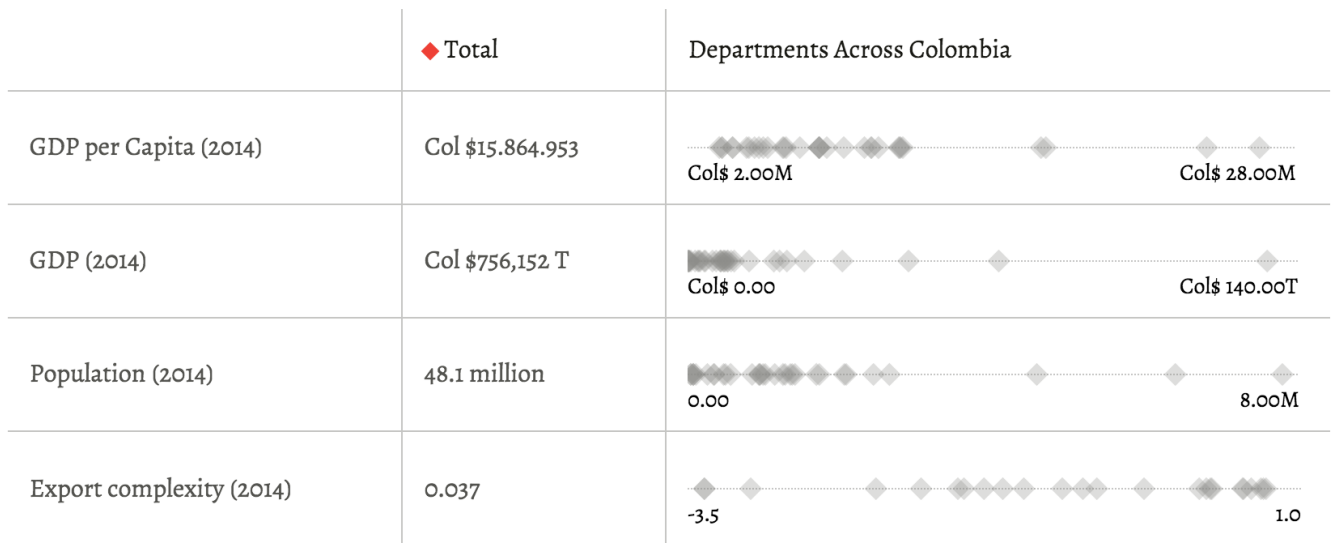 Total
Departments Across Colombia
GDP per Capita (2014)
Col $15.864.953
Col$ 2.00M
Col$ 28.00M
GDP (2014)
Col $756,152 T
Col$ 0.00
Col$ 140.00T
Population (2014)
48.1 million
0.00
8.00M
Export complexity (2014)
0.037
-3.5
1.0